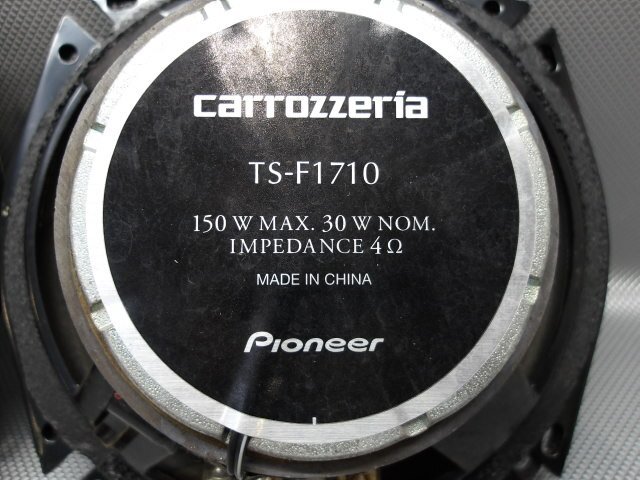 carrozzeria
TS-F1710
150 W MAX. 30 W NOM.
IMPEDANCE 4 Ω
MADE IN CHINA
Pioneer